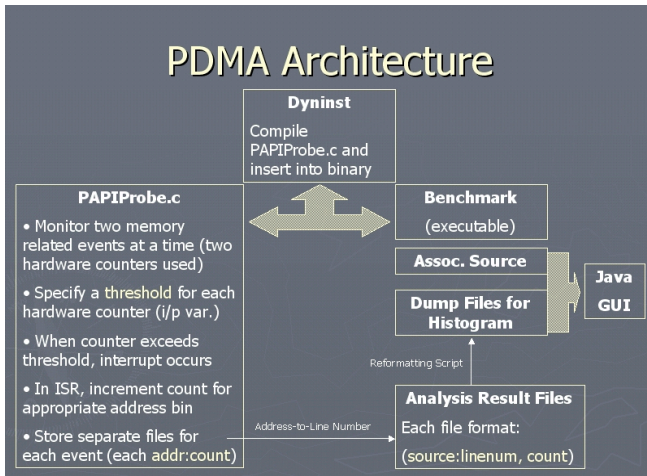 PDMA Architecture
Dyninst
Compile
PAPIProbe.c and
insert into binary
PAPIProbe.c
• Monitor two memory
related events at a time (two
hardware counters used)
• Specify a threshold for each
hardware counter (i/p var.)
• When counter exceeds
threshold, interrupt occurs
• In ISR, increment count for
appropriate address bin
• Store separate files for
each event (each addr:count)
Benchmark
(executable)
Assoc. Source
Dump Files for
Histogram
Java
GUI
Reformatting Script
Address-to-Line Number
Analysis Result Files
Each file format:
(source:linenum, count)